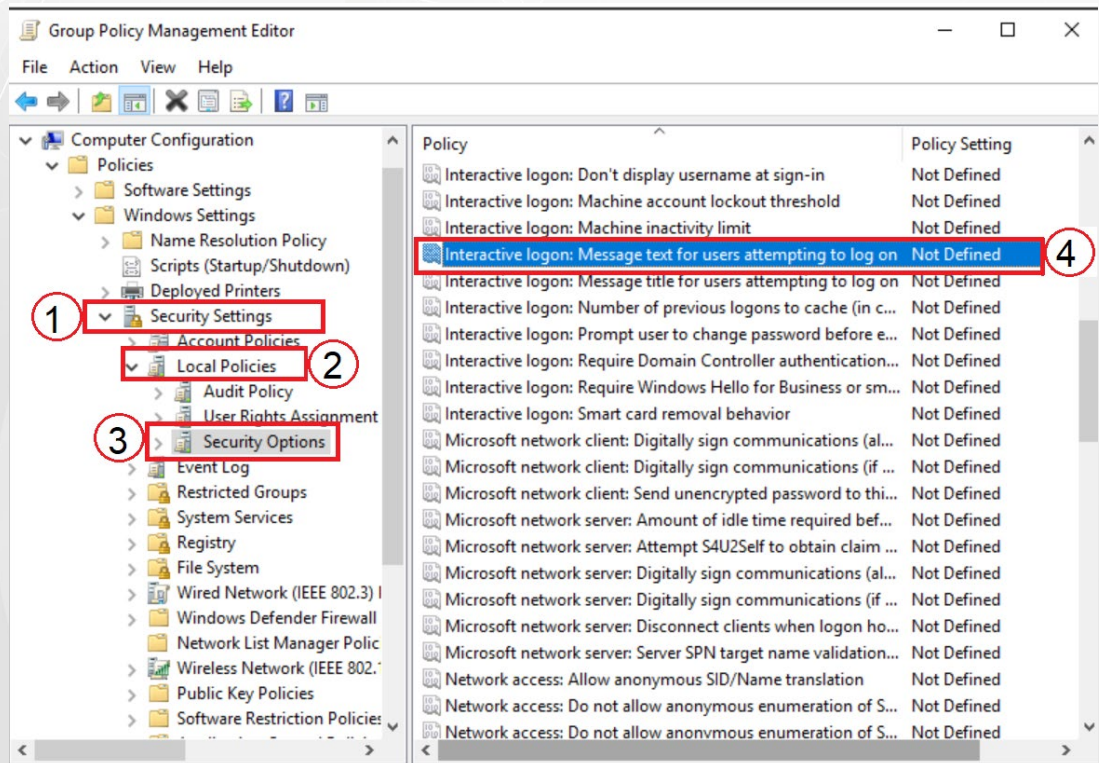 Group Policy Management Editor
File Action View Help
Computer Configuration
Policies
Software Settings
Windows Settings
Name Resolution Policy
Scripts (Startup/Shutdown)
Deployed Printers
1
Security Settings
Account Policies
Local Policies
2
Audit Policy
User Rights Assignment
3
Security Options
Event Log
Restricted Groups
System Services
Registry
File System
Wired Network (IEEE 802.3)
Windows Defender Firewall
Network List Manager Polic
Wireless Network (IEEE 802.1
Public Key Policies
Software Restriction Policies
Policy Policy Setting
Interactive logon: Don't display username at sign-in Not Defined
Interactive logon: Machine account lockout threshold Not Defined
Interactive logon: Machine inactivity limit Not Defined
Interactive logon: Message text for users attempting to log on Not Defined
4
Interactive logon: Message title for users attempting to log on Not Defined
Interactive logon: Number of previous logons to cache (in c... Not Defined
Interactive logon: Prompt user to change password before e... Not Defined
Interactive logon: Require Domain Controller authentication... Not Defined
Interactive logon: Require Windows Hello for Business or sm... Not Defined
Interactive logon: Smart card removal behavior Not Defined
Microsoft network client: Digitally sign communications (al... Not Defined
Microsoft network client: Digitally sign communications (if ... Not Defined
Microsoft network client: Send unencrypted password to thi... Not Defined
Microsoft network server: Amount of idle time required bef... Not Defined
Microsoft network server: Attempt S4U2Self to obtain claim ... Not Defined
Microsoft network server: Digitally sign communications (al... Not Defined
Microsoft network server: Digitally sign communications (if ... Not Defined
Microsoft network server: Disconnect clients when logon ho... Not Defined
Microsoft network server: Server SPN target name validation... Not Defined
Network access: Allow anonymous SID/Name translation Not Defined
Network access: Do not allow anonymous enumeration of S... Not Defined
Network access: Do not allow anonymous enumeration of S... Not Defined